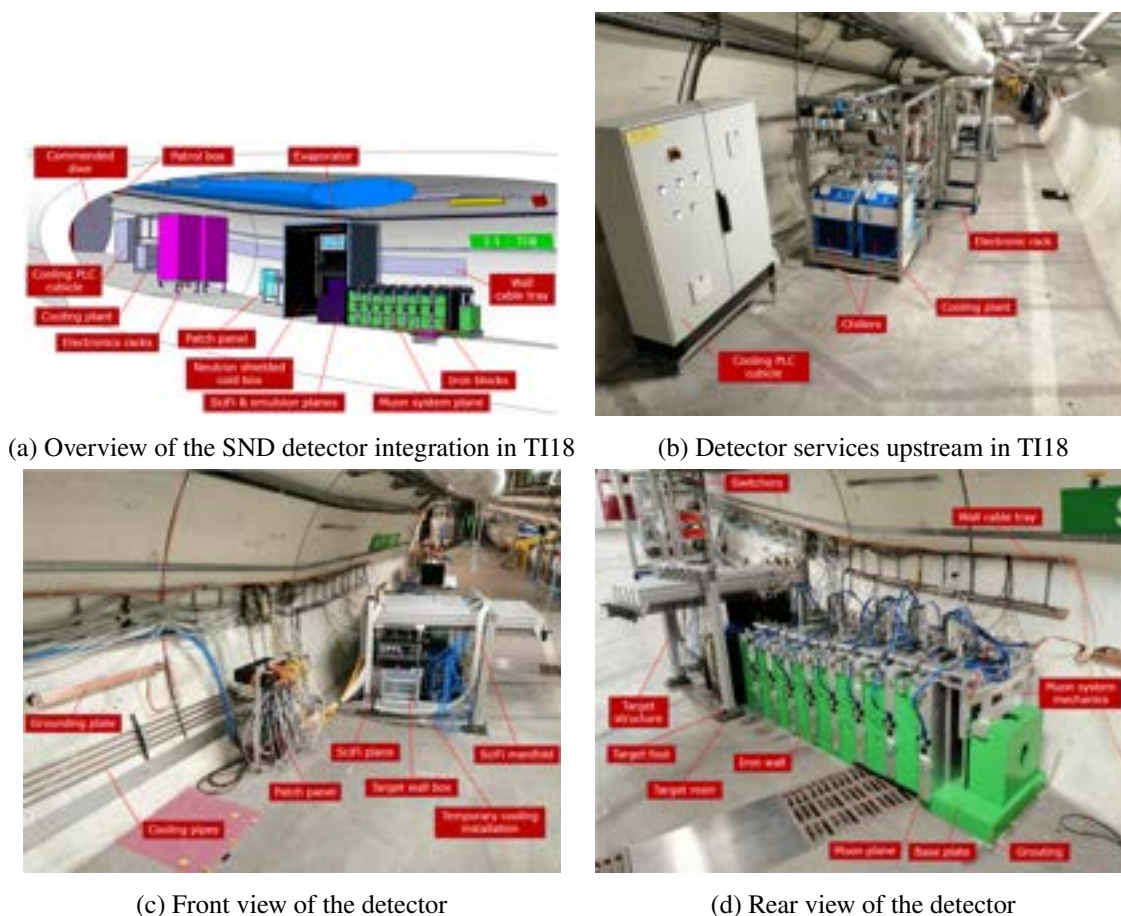 Commended
door
Patrol box
Evaporator
Cooling PLC
cubicle
Cooling plant
Electronics racks
Patch panel
Neutron shielded
cold box
SciFi & emulsion planes
Muon system plane
Iron blocks
Wall
cable tray
TI18
(a) Overview of the SND detector integration in TI18
Electronic rack
Cooling plant
Chillers
Cooling PLC
cubicle
(b) Detector services upstream in TI18
Grounding plate
Cooling pipes
Patch panel
SciFi plane
Target wall box
Temporary cooling
installation
SciFi manifold
(c) Front view of the detector
Switchers
Wall cable tray
S
Target
structure
Target foot
Target
Iron wall
Muon system
mechanics
Muon plane
Base plate
Grouting
(d) Rear view of the detector